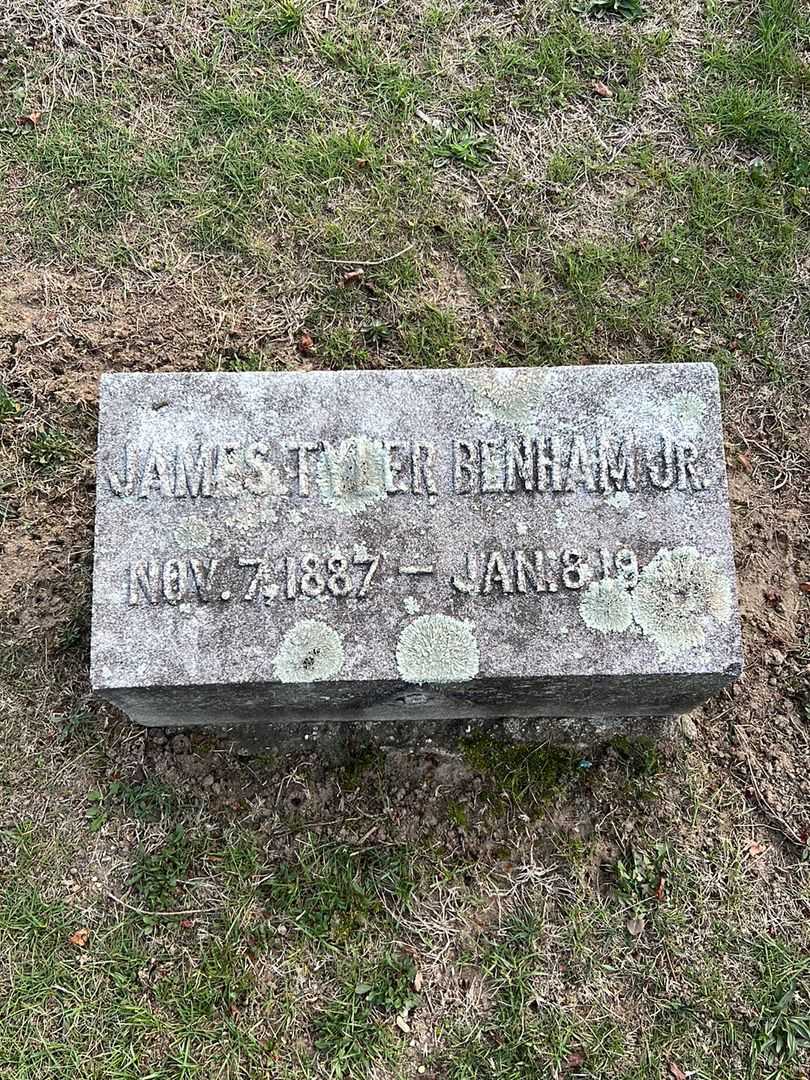 JAMES TYLER BENHAM JR.
NOV. 7. 1887 — JAN. 8.